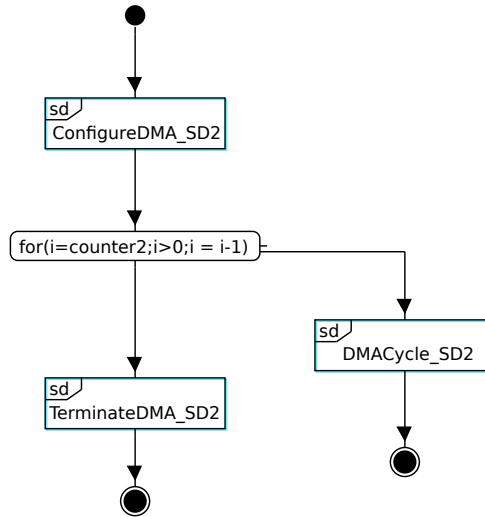 sd
ConfigureDMA_SD2
for(i=counter2;i>0;i = i-1)
sd
DMACycle_SD2
sd
TerminateDMA_SD2